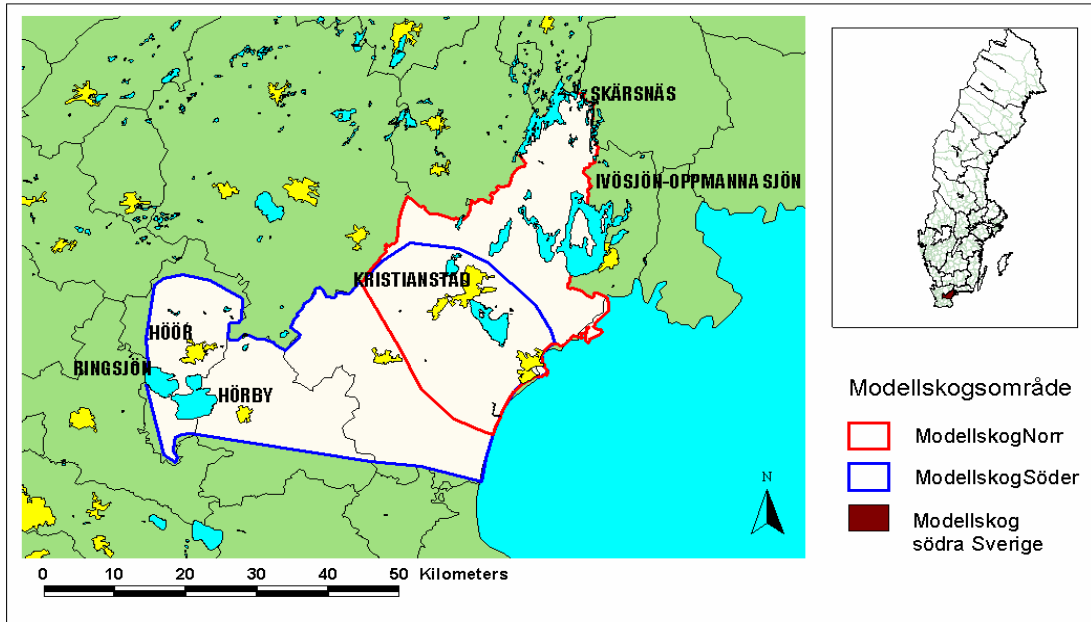 SKÄRSNÄS
IVÖSJÖN-OPPMANNA SJÖN
KRISTIANSTAD
HÖÖR
RINGSJÖN
HÖRBY
N
0 10 20 30 40 50 Kilometers
Modellskogsområde
ModellskogNorr
ModellskogSöder
Modellskog
södra Sverige